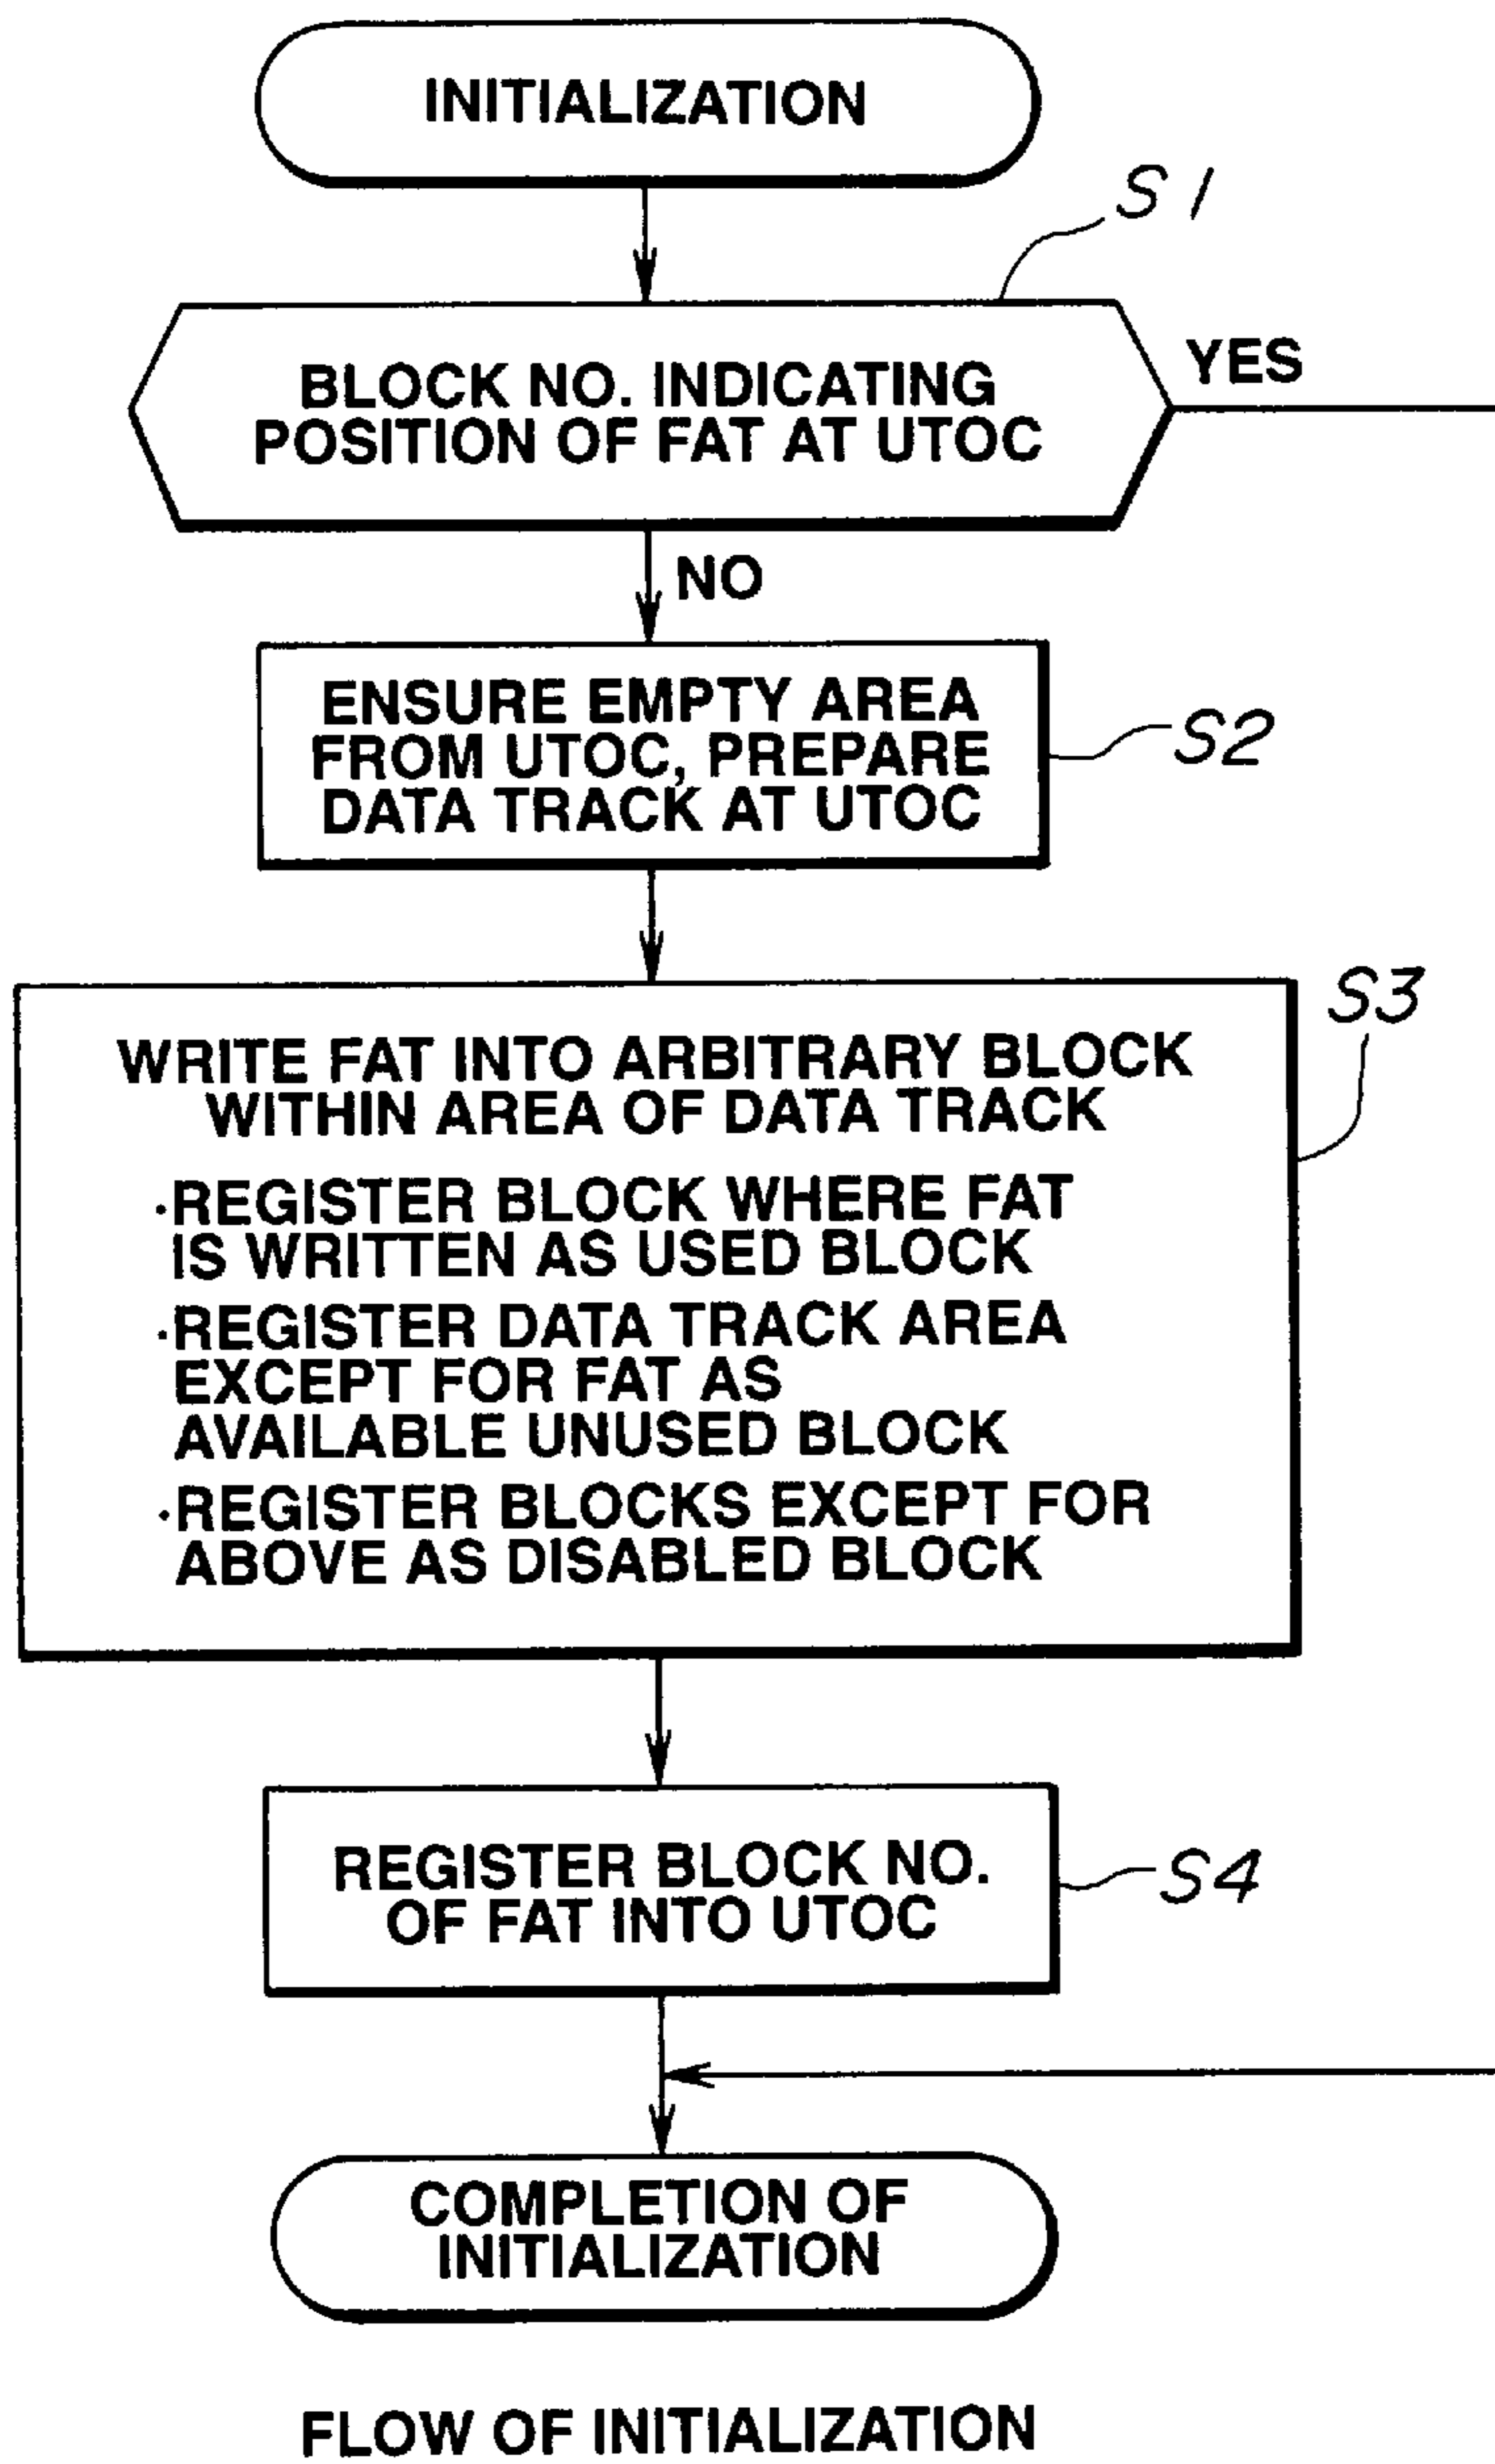 INITIALIZATION
S1
BLOCK NO. INDICATING
POSITION OF FAT AT UTOC
YES
NO
ENSURE EMPTY AREA
FROM UTOC, PREPARE
DATA TRACK AT UTOC
S2
S3
WRITE FAT INTO ARBITRARY BLOCK
WITHIN AREA OF DATA TRACK
·REGISTER BLOCK WHERE FAT
IS WRITTEN AS USED BLOCK
·REGISTER DATA TRACK AREA
EXCEPT FOR FAT AS
AVAILABLE UNUSED BLOCK
·REGISTER BLOCKS EXCEPT FOR
ABOVE AS DISABLED BLOCK
REGISTER BLOCK NO.
OF FAT INTO UTOC
S4
COMPLETION OF
INITIALIZATION
FLOW OF INITIALIZATION